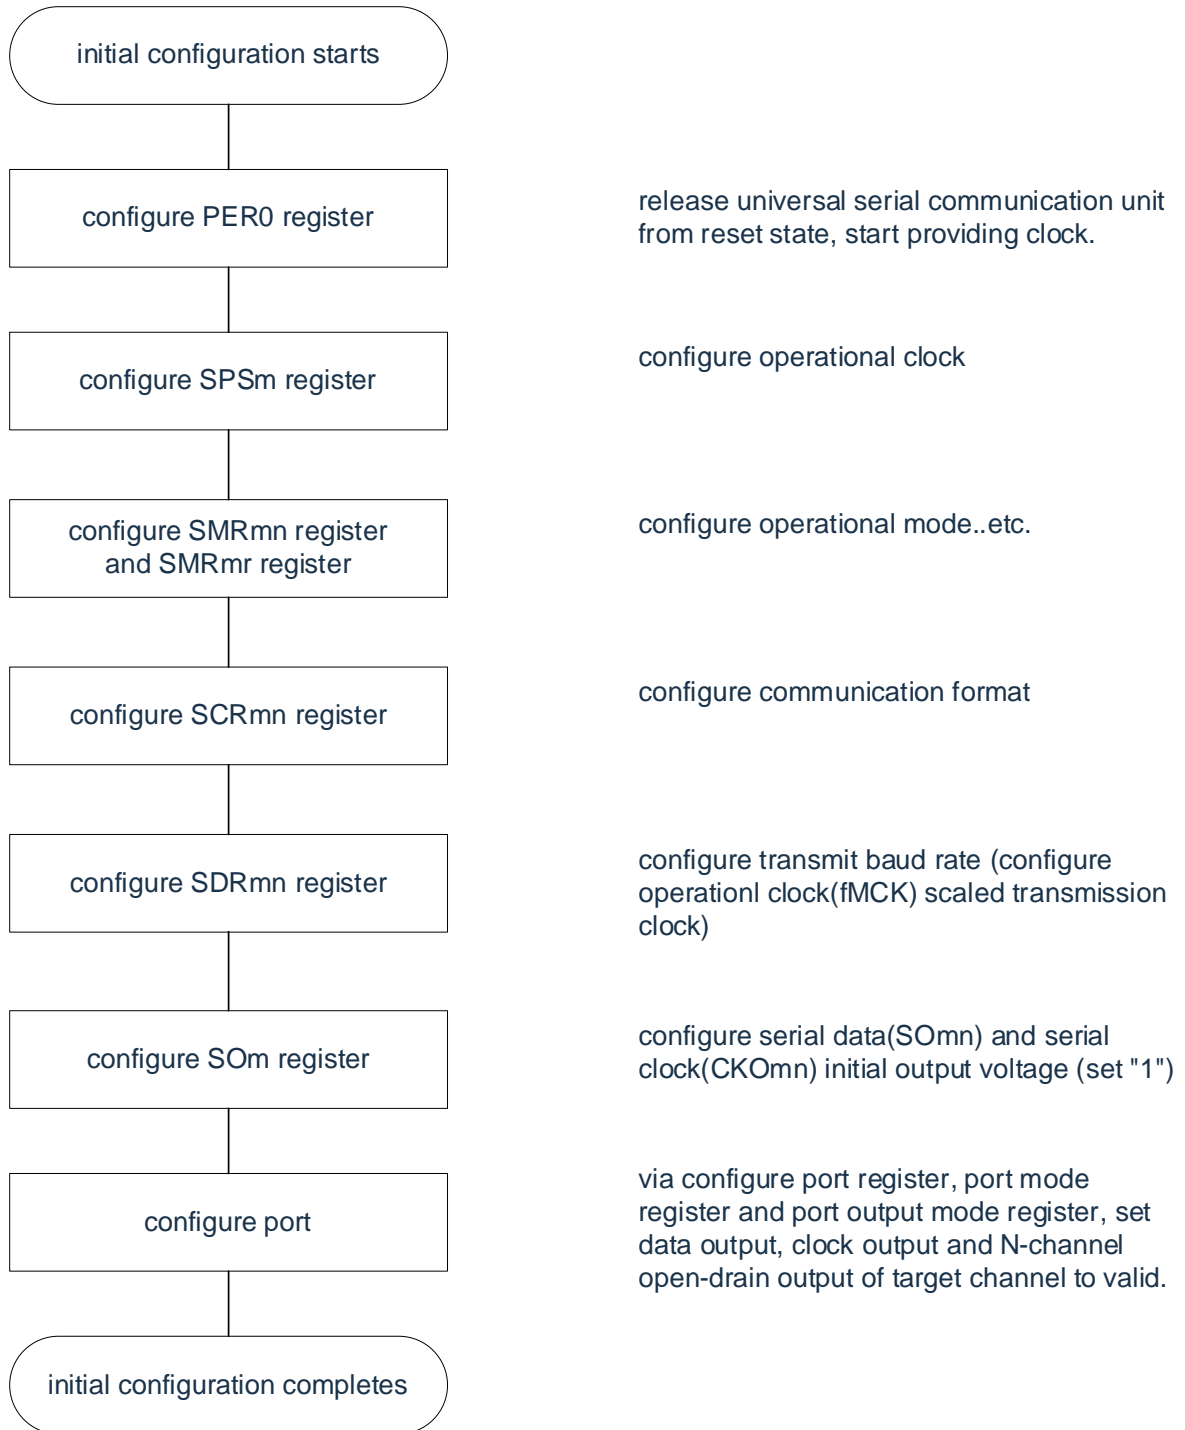 initial configuration starts
configure PER0 register
release universal serial communication unit
from reset state, start providing clock.
configure SPSm register
configure operational clock
configure SMRmn register
and SMRmr register
configure operational mode..etc.
configure SCRmn register
configure communication format
configure SDRmn register
configure transmit baud rate (configure
operationl clock(fMCK) scaled transmission
clock)
configure SOm register
configure serial data(SOmn) and serial
clock(CKOmn) initial output voltage (set "1")
configure port
via configure port register, port mode
register and port output mode register, set
data output, clock output and N-channel
open-drain output of target channel to valid.
initial configuration completes